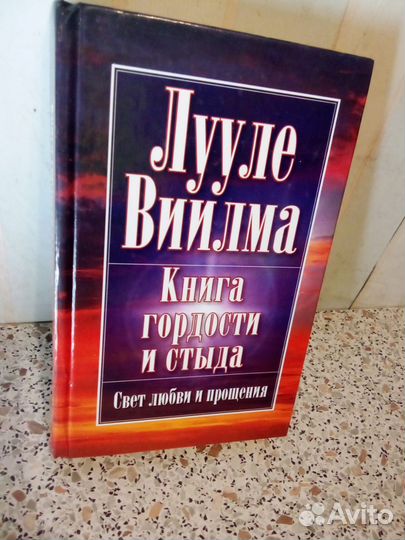 Лууле
Виилма
Книга
гордости
и стыда
Свет любви и прощения
Avito